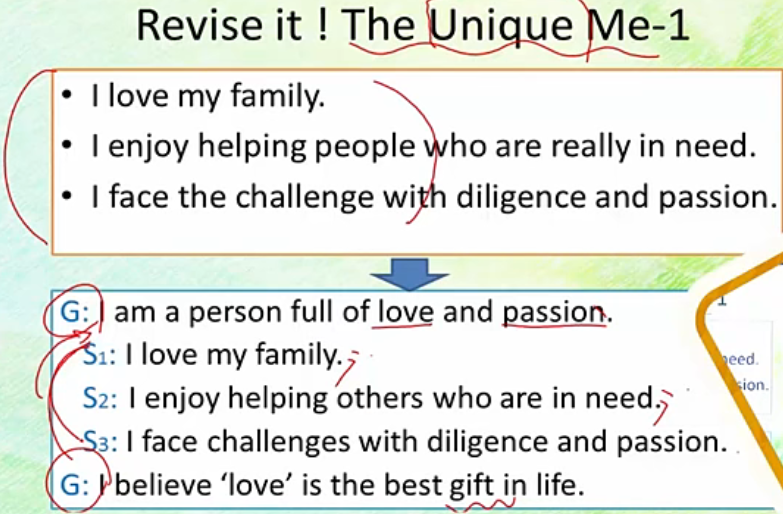 Revise it ! The Unique Me-1
• I love my family.
• I enjoy helping people who are really in need.
• I face the challenge with diligence and passion.
G: I am a person full of love and passion.
S1: I love my family.;
S2: I enjoy helping others who are in need.;
S3: I face challenges with diligence and passion.
G: I believe ‘love’ is the best gift in life.
eed.
sion.